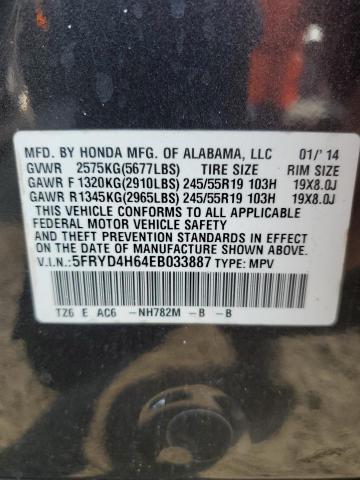 MFD. BY HONDA MFG. OF ALABAMA, LLC 01/'14
GVWR 2575KG(5677LBS) TIRE SIZE RIM SIZE
GAWR F 1320KG(2910LBS) 245/55R19 103H 19X8.0J
GAWR R1345KG(2965LBS) 245/55R19 103H 19X8.0J
THIS VEHICLE CONFORMS TO ALL APPLICABLE
FEDERAL MOTOR VEHICLE SAFETY
AND THEFT PREVENTION STANDARDS IN EFFECT
ON THE DATE OF MANUFACTURE SHOWN ABOVE.
V.I.N.:5FRYD4H64EB033887 TYPE: MPV
TZ6 E AC6 -NH782M -B -B